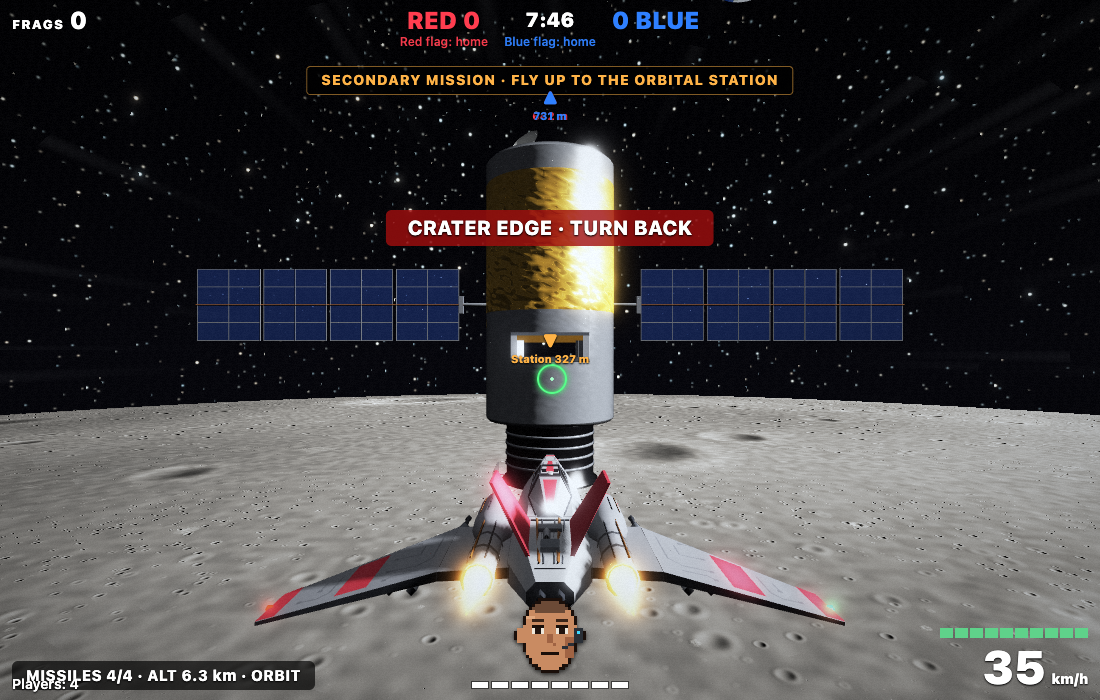 FRAGS 0
RED 0 7:46 0 BLUE
Red flag: home Blue flag: home
SECONDARY MISSION · FLY UP TO THE ORBITAL STATION
CRATER EDGE · TURN BACK
Station 327 m
MISSILES 4/4 · ALT 6.3 km · ORBIT
Players: 4
35 km/h